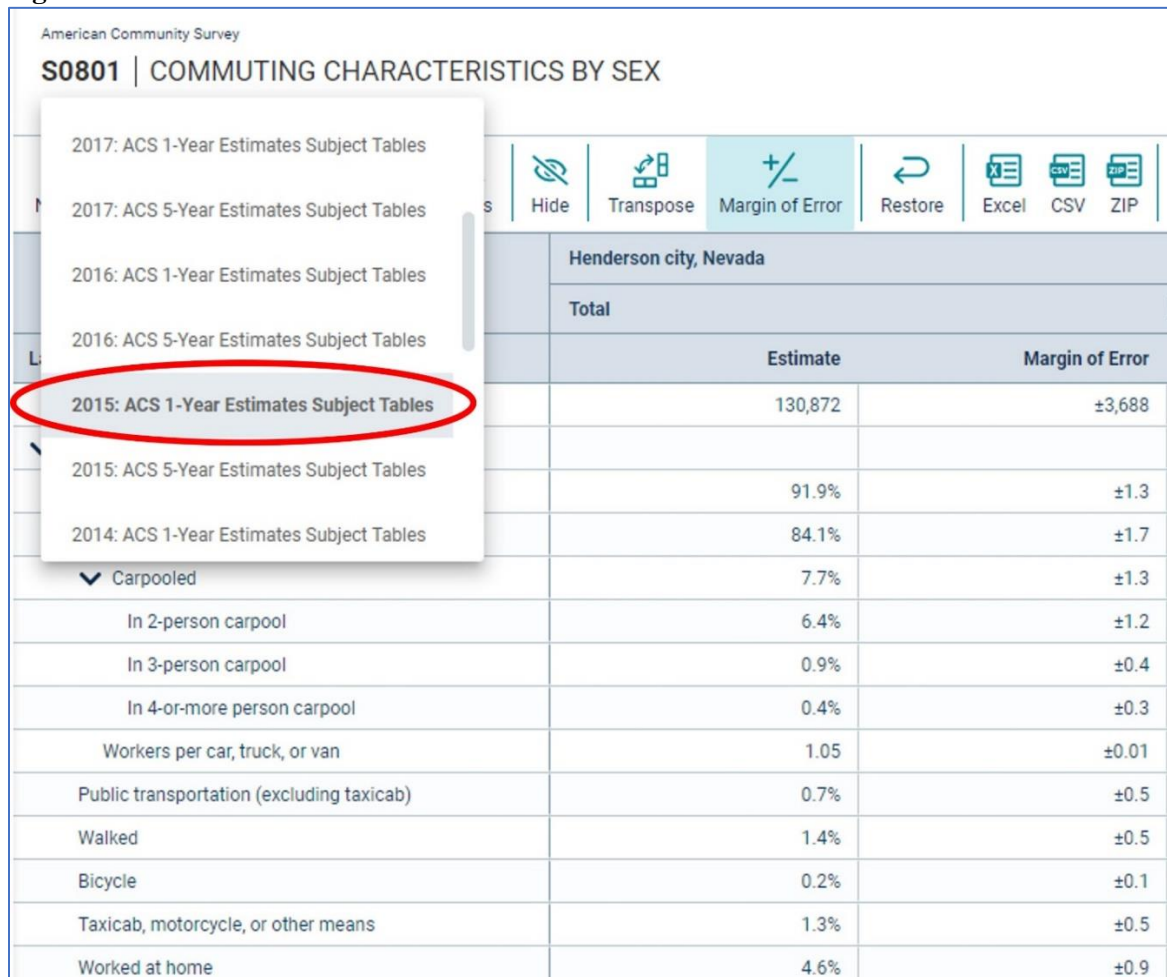 American Community Survey
S0801 | COMMUTING CHARACTERISTICS BY SEX
2017: ACS 1-Year Estimates Subject Tables
2017: ACS 5-Year Estimates Subject Tables
2016: ACS 1-Year Estimates Subject Tables
2016: ACS 5-Year Estimates Subject Tables
2015: ACS 1-Year Estimates Subject Tables
2015: ACS 5-Year Estimates Subject Tables
2014: ACS 1-Year Estimates Subject Tables
Hide Transpose Margin of Error Restore Excel CSV ZIP
Henderson city, Nevada
Total
Estimate Margin of Error
130,872 ±3,688
91.9% ±1.3
84.1% ±1.7
Carpooled 7.7% ±1.3
In 2-person carpool 6.4% ±1.2
In 3-person carpool 0.9% ±0.4
In 4-or-more person carpool 0.4% ±0.3
Workers per car, truck, or van 1.05 ±0.01
Public transportation (excluding taxicab) 0.7% ±0.5
Walked 1.4% ±0.5
Bicycle 0.2% ±0.1
Taxicab, motorcycle, or other means 1.3% ±0.5
Worked at home 4.6% ±0.9